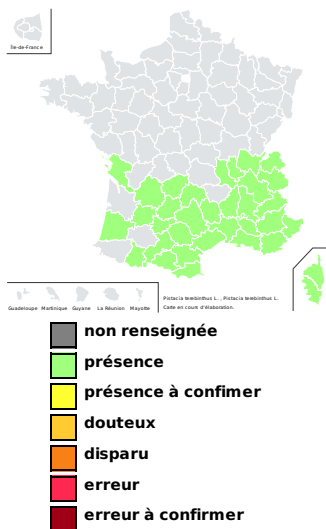 Île-de-France
Guadeloupe Martinique Guyane La Réunion Mayotte
Pistacia terebinthus L., Pistacia terebinthus L.
Carte en cours d'élaboration.
non renseignée
présence
présence à confimer
douteux
disparu
erreur
erreur à confirmer